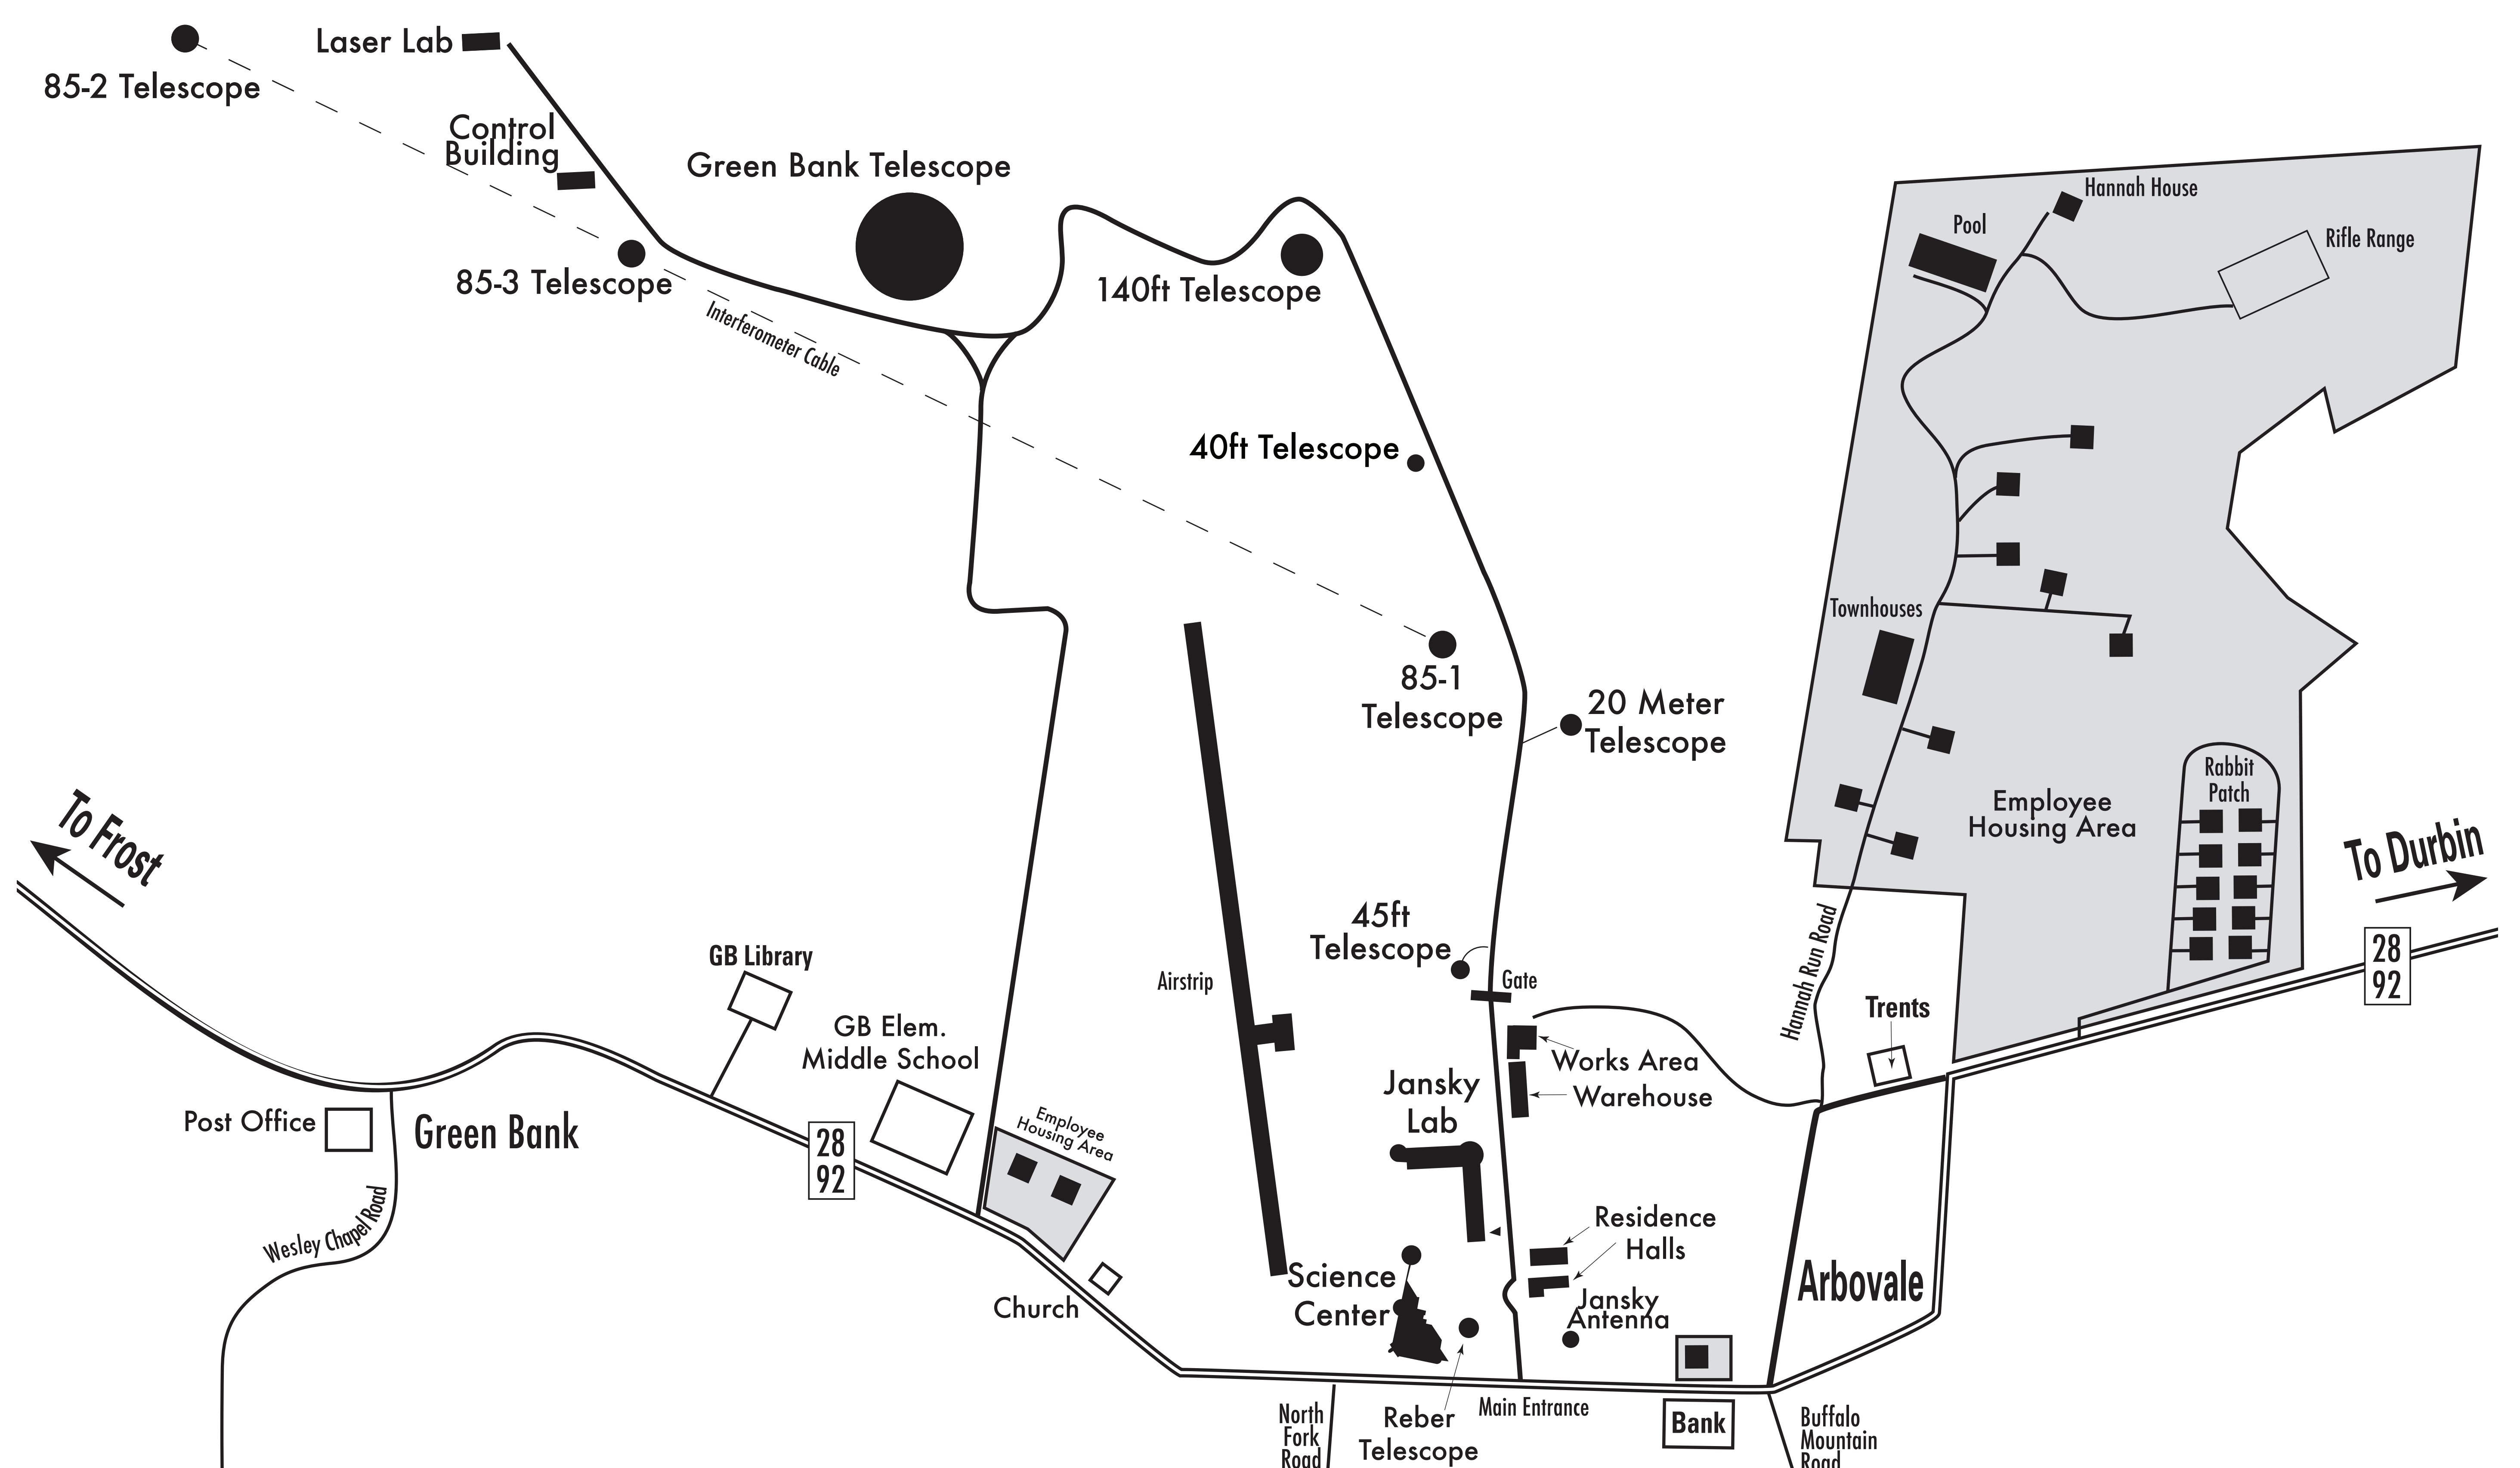 Laser Lab
85-2 Telescope
Control
Building
Green Bank Telescope
85-3 Telescope
Interferometer Cable
140ft Telescope
Hannah House
Pool
Rifle Range
40ft Telescope
Townhouses
85-1
Telescope
20 Meter
Telescope
Rabbit
Patch
Employee
Housing Area
To Frost
To Durbin
28
92
45ft
Telescope
Gate
Airstrip
Hannah Run Road
Trents
GB Library
GB Elem.
Middle School
Works Area
Warehouse
Jansky
Lab
Post Office
Green Bank
28
92
Employee
Housing Area
Wesley Chapel Road
Residence
Halls
Science
Center
Jansky
Antenna
Arbovale
Church
Main Entrance
North
Fork
Road
Reber
Telescope
Bank
Buffalo
Mountain
Road